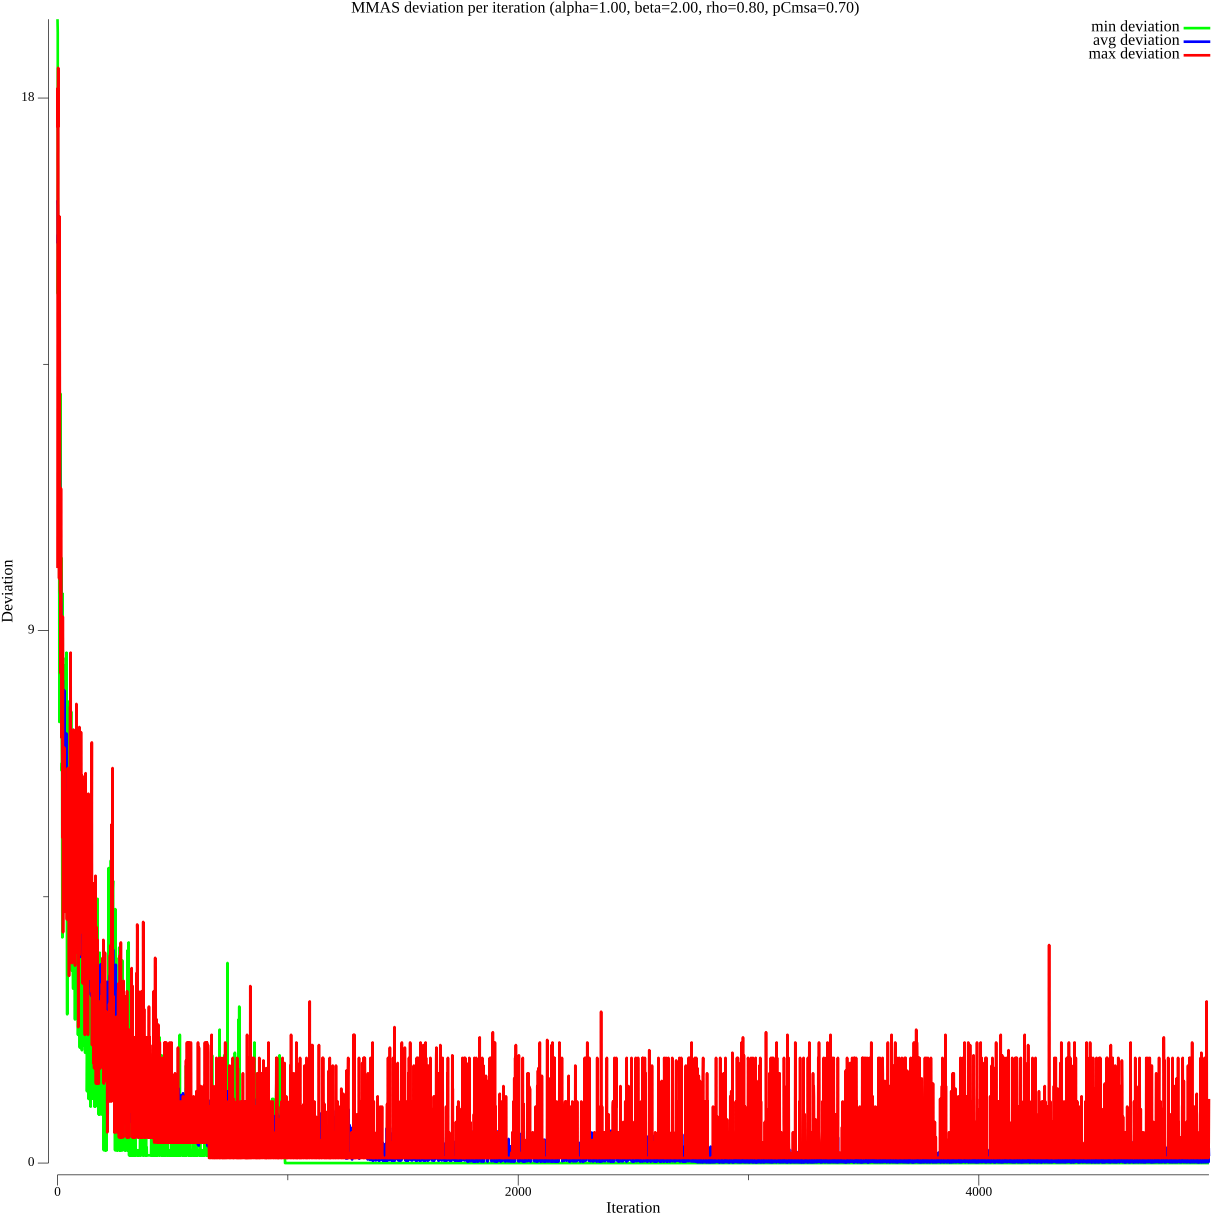 MMAS deviation per iteration (alpha=1.00, beta=2.00, rho=0.80, pCmsa=0.70)
min deviation
avg deviation
max deviation
18
9
0
Deviation
0
2000
4000
Iteration